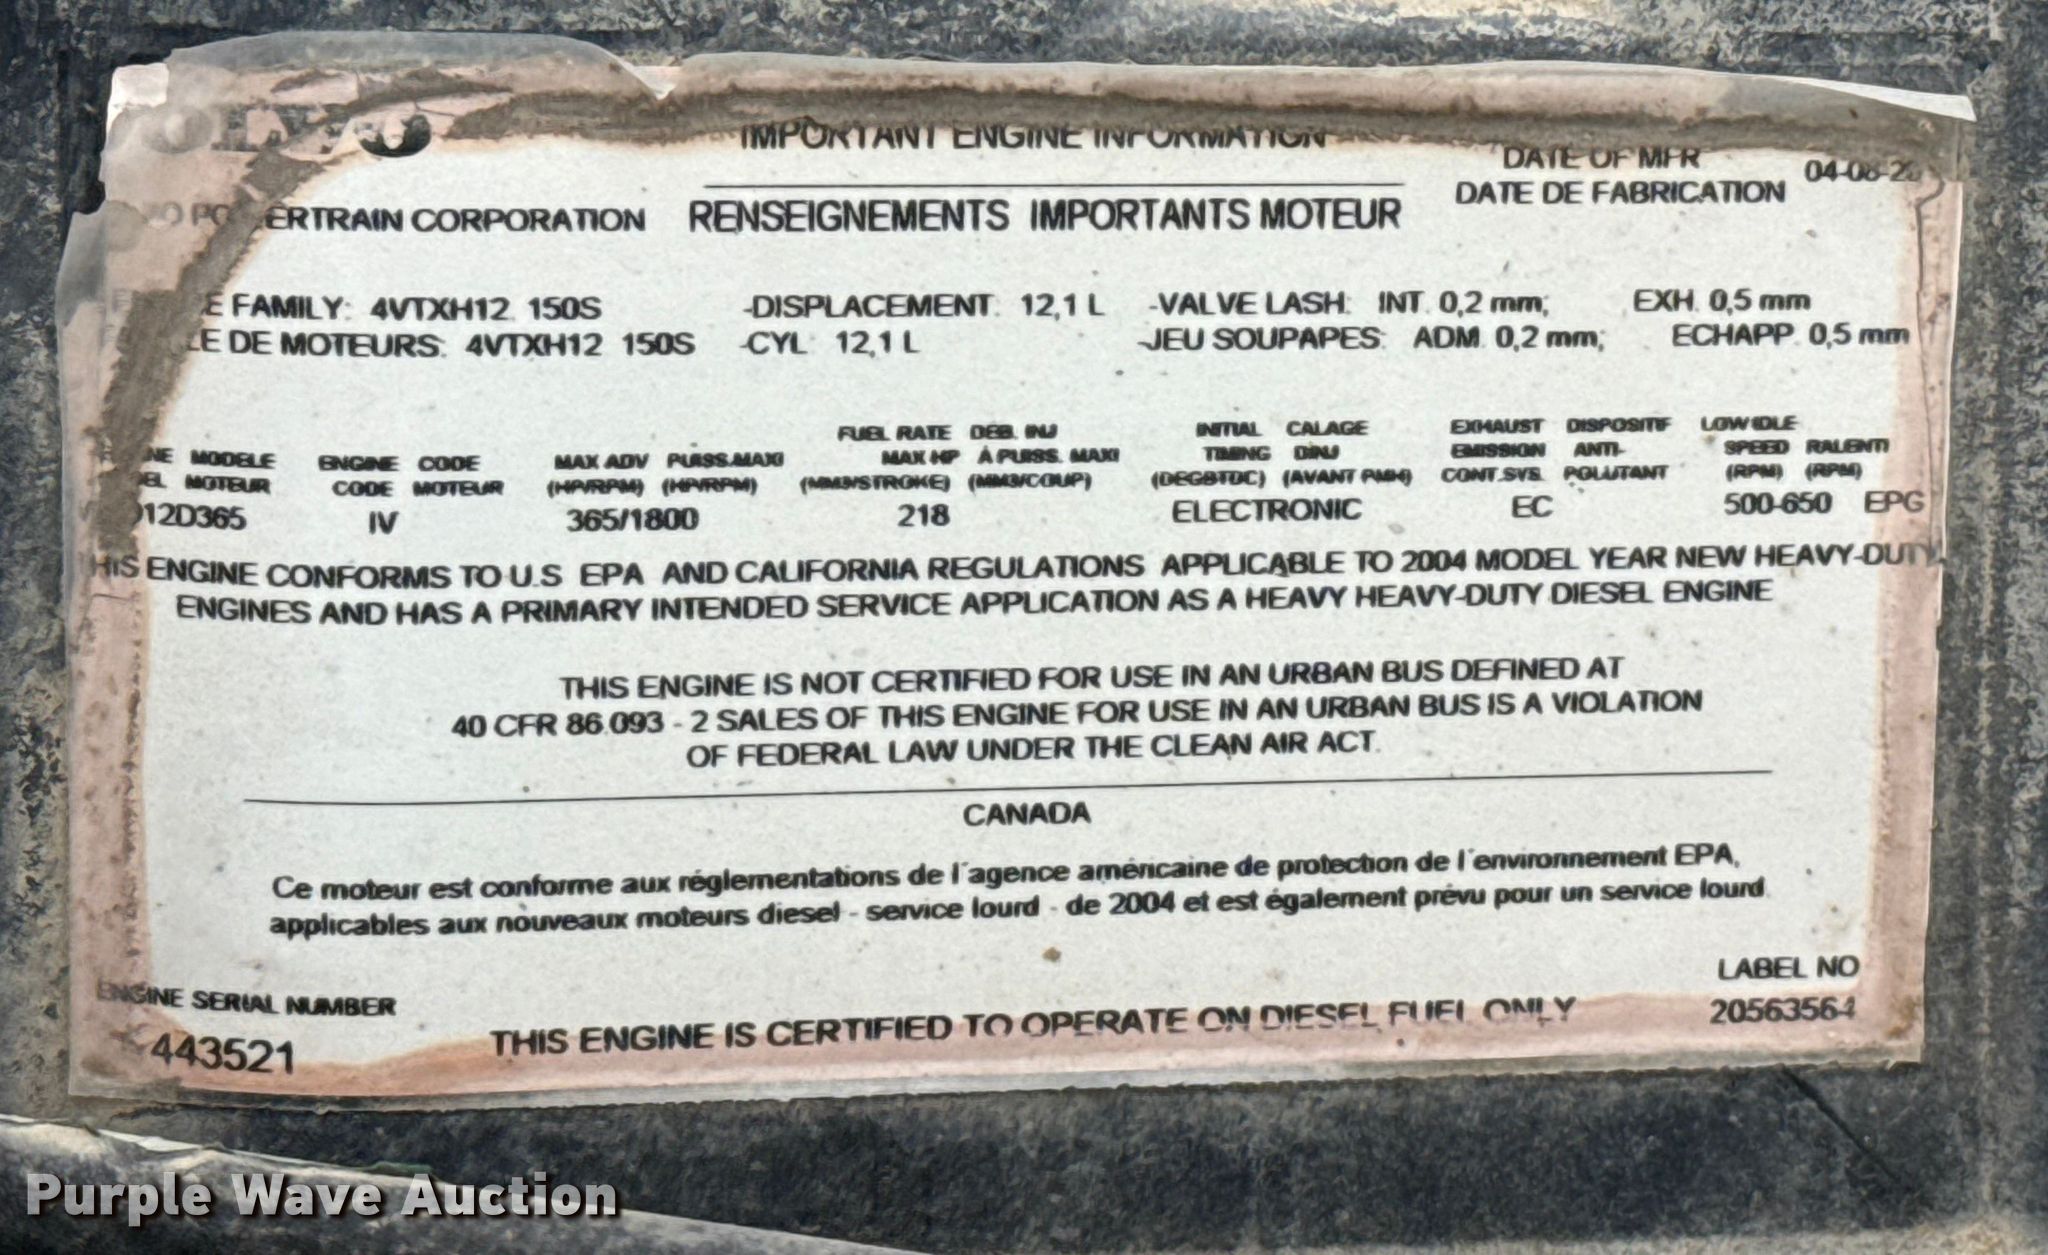 IMPORTANT ENGINE INFORMATION
DATE OF MFR
DATE DE FABRICATION
POWERTRAIN CORPORATION
RENSEIGNEMENTS IMPORTANTS MOTEUR
FAMILY: 4VTXH12. 150S -DISPLACEMENT: 12,1 L -VALVE LASH: INT. 0,2 mm; EXH. 0,5 mm
DE MOTEURS: 4VTXH12 150S -CYL: 12,1 L -JEU SOUPAPES: ADM. 0,2 mm; ECHAPP. 0,5 mm
FUEL RATE DÉB. INJ INITIAL CALAGE EXHAUST DISPOSITIF LOW IDLE
MODELE ENGINE CODE MAX ADV PUISS.MAXI MAX HP À PUISS. MAXI TIMING D'INJ EMISSION ANTI- SPEED RALENTI
MOTEUR CODE MOTEUR (HP/RPM) (HP/RPM) (MM3/STROKE) (MM3/COUP) (DEGBTDC) (AVANT PMH) CONT.SYS. POLLUTANT (RPM) (RPM)
D12D365 IV 365/1800 218 ELECTRONIC EC 500-650 EPG
THIS ENGINE CONFORMS TO U.S EPA AND CALIFORNIA REGULATIONS APPLICABLE TO 2004 MODEL YEAR NEW HEAVY-DUTY
ENGINES AND HAS A PRIMARY INTENDED SERVICE APPLICATION AS A HEAVY HEAVY-DUTY DIESEL ENGINE
THIS ENGINE IS NOT CERTIFIED FOR USE IN AN URBAN BUS DEFINED AT
40 CFR 86.093 - 2 SALES OF THIS ENGINE FOR USE IN AN URBAN BUS IS A VIOLATION
OF FEDERAL LAW UNDER THE CLEAN AIR ACT.
CANADA
Ce moteur est conforme aux réglementations de l'agence américaine de protection de l'environnement EPA,
applicables aux nouveaux moteurs diesel - service lourd - de 2004 et est également prévu pour un service lourd
LABEL NO
20563564
ENGINE SERIAL NUMBER
443521
THIS ENGINE IS CERTIFIED TO OPERATE ON DIESEL FUEL ONLY
Purple Wave Auction